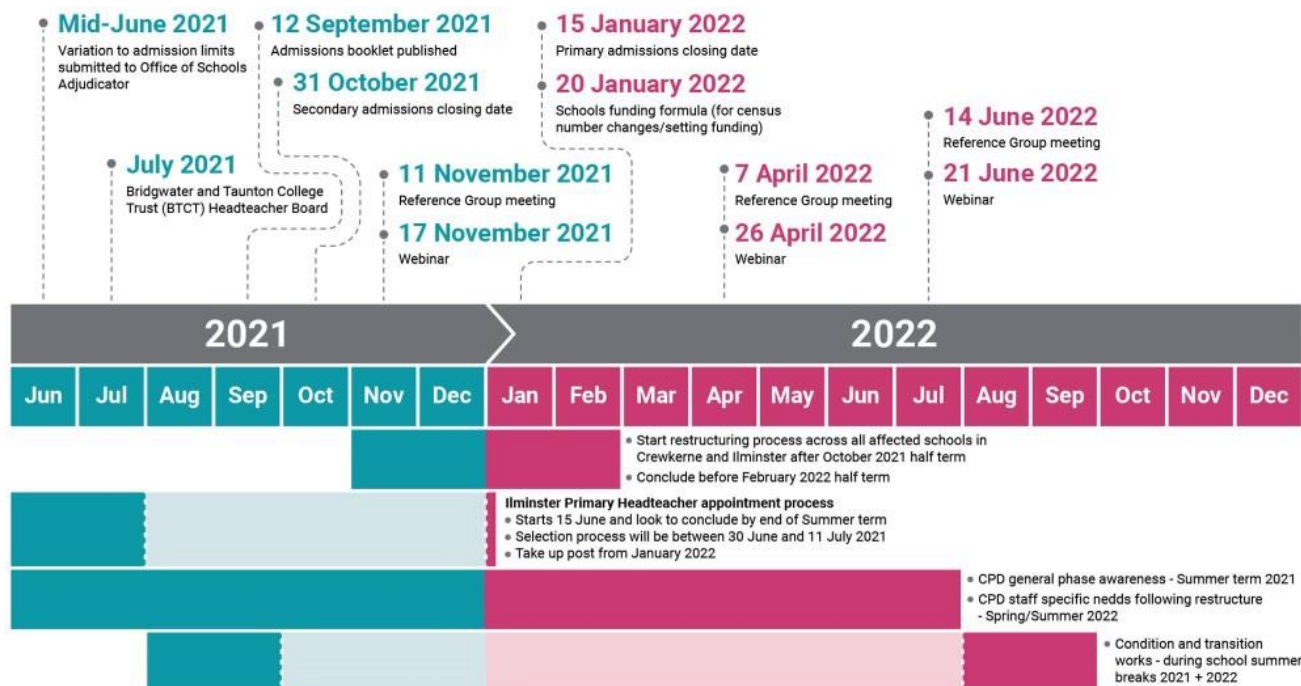 Mid-June 2021
Variation to admission limits
submitted to Office of Schools
Adjudicator
July 2021
Bridgwater and Taunton College
Trust (BTCT) Headteacher Board
12 September 2021
Admissions booklet published
31 October 2021
Secondary admissions closing date
11 November 2021
Reference Group meeting
17 November 2021
Webinar
15 January 2022
Primary admissions closing date
20 January 2022
Schools funding formula (for census
number changes/setting funding)
7 April 2022
Reference Group meeting
26 April 2022
Webinar
14 June 2022
Reference Group meeting
21 June 2022
Webinar
2021
2022
Jun Jul Aug Sep Oct Nov Dec Jan Feb Mar Apr May Jun Jul Aug Sep Oct Nov Dec
• Start restructuring process across all affected schools in
Crewkerne and Ilminster after October 2021 half term
• Conclude before February 2022 half term
Ilminster Primary Headteacher appointment process
• Starts 15 June and look to conclude by end of Summer term
• Selection process will be between 30 June and 11 July 2021
• Take up post from January 2022
• CPD general phase awareness - Summer term 2021
• CPD staff specific nedds following restructure
- Spring/Summer 2022
• Condition and transition
works - during school summer
breaks 2021 + 2022